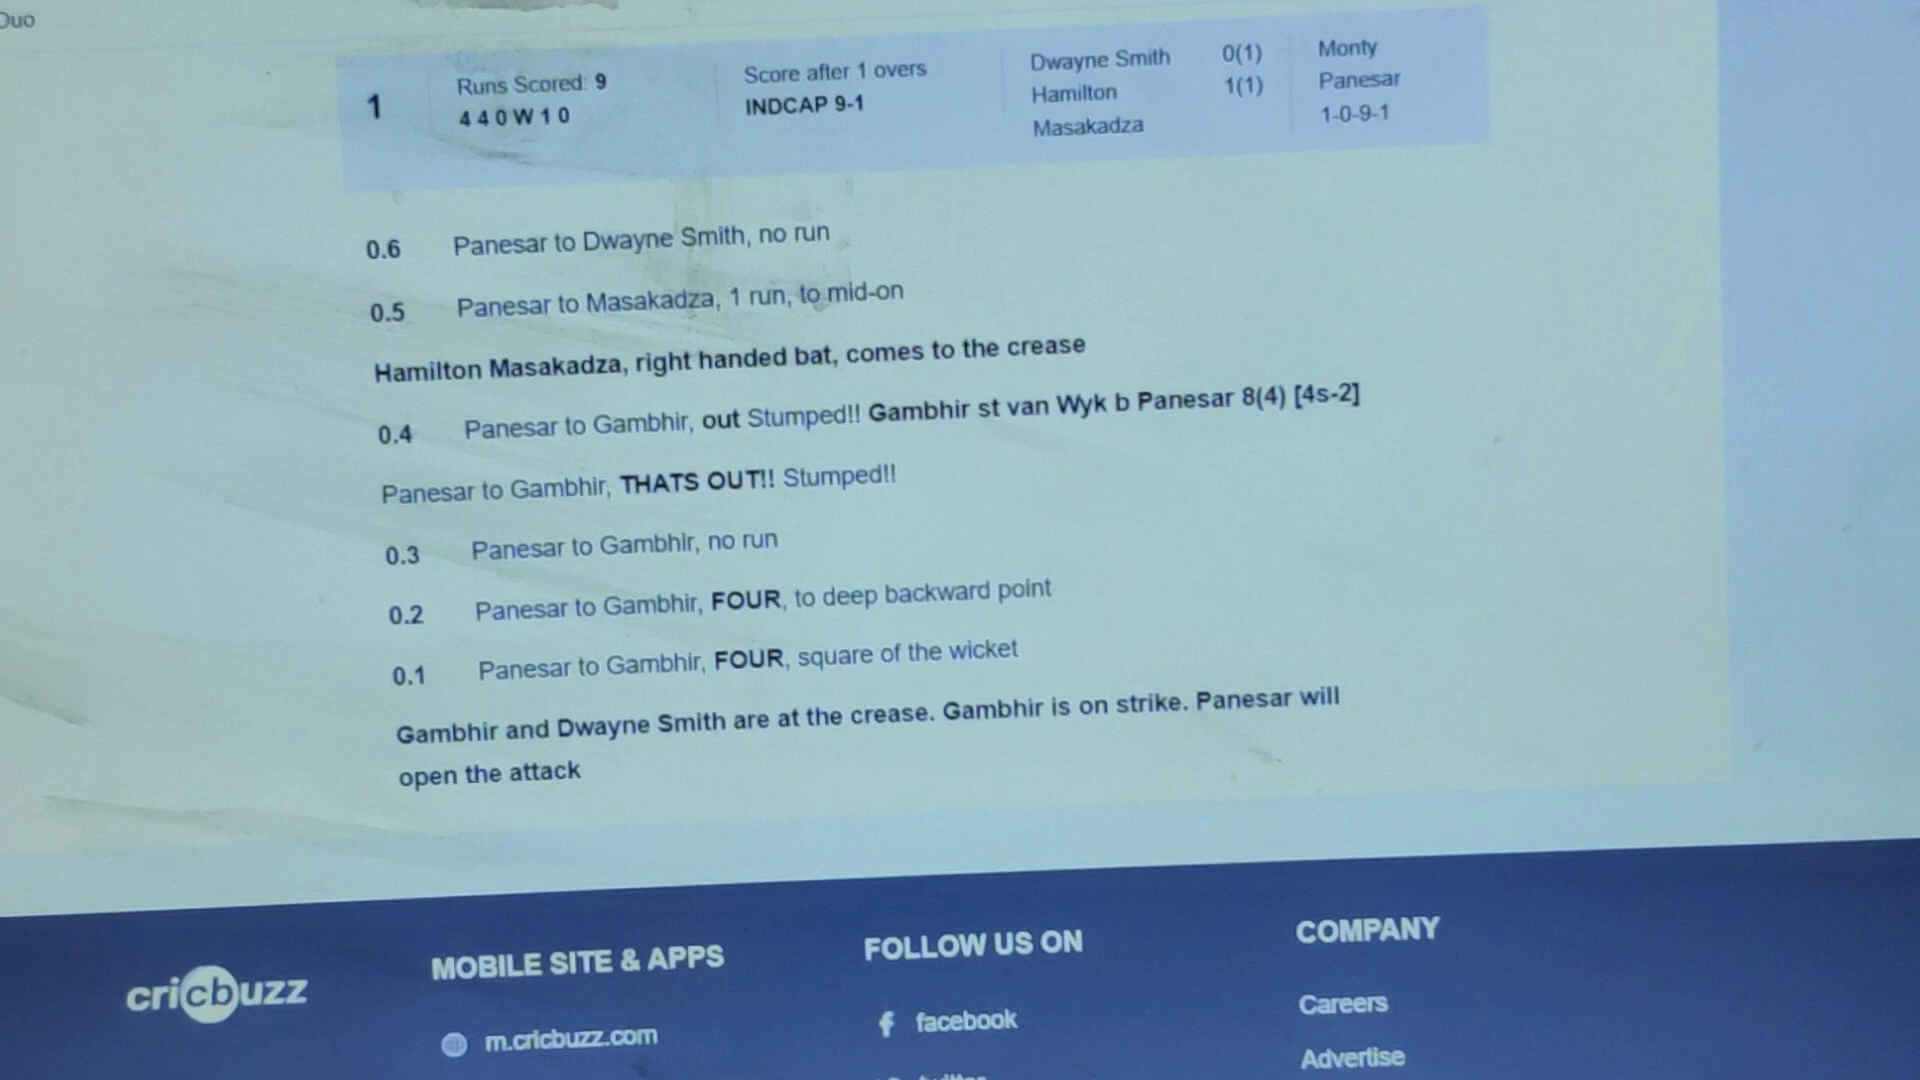 Duo
1
Runs Scored: 9
4 4 0 W 1 0
Score after 1 overs
INDCAP 9-1
Dwayne Smith 0(1)
Hamilton 1(1)
Masakadza
Monty
Panesar
1-0-9-1
0.6 Panesar to Dwayne Smith, no run
0.5 Panesar to Masakadza, 1 run, to mid-on
Hamilton Masakadza, right handed bat, comes to the crease
0.4 Panesar to Gambhir, out Stumped!! Gambhir st van Wyk b Panesar 8(4) [4s-2]
Panesar to Gambhir, THATS OUT!! Stumped!!
0.3 Panesar to Gambhir, no run
0.2 Panesar to Gambhir, FOUR, to deep backward point
0.1 Panesar to Gambhir, FOUR, square of the wicket
Gambhir and Dwayne Smith are at the crease. Gambhir is on strike. Panesar will
open the attack
cricbuzz
MOBILE SITE & APPS
m.cricbuzz.com
FOLLOW US ON
facebook
COMPANY
Careers
Advertise